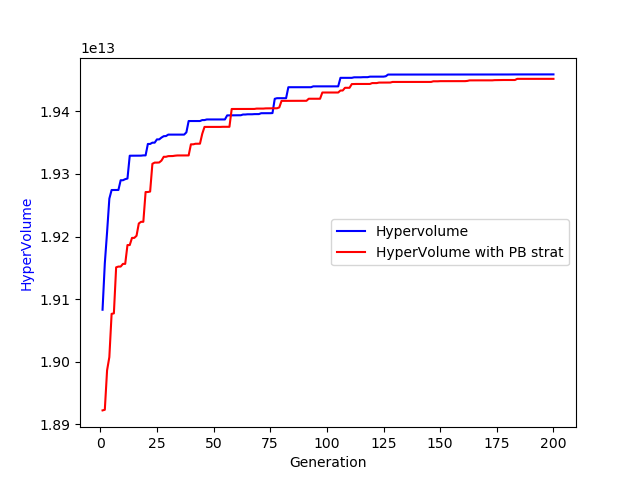 1e13
1.94
1.93
1.92
1.91
1.90
1.89
HyperVolume
Hypervolume
HyperVolume with PB strat
0 25 50 75 100 125 150 175 200
Generation